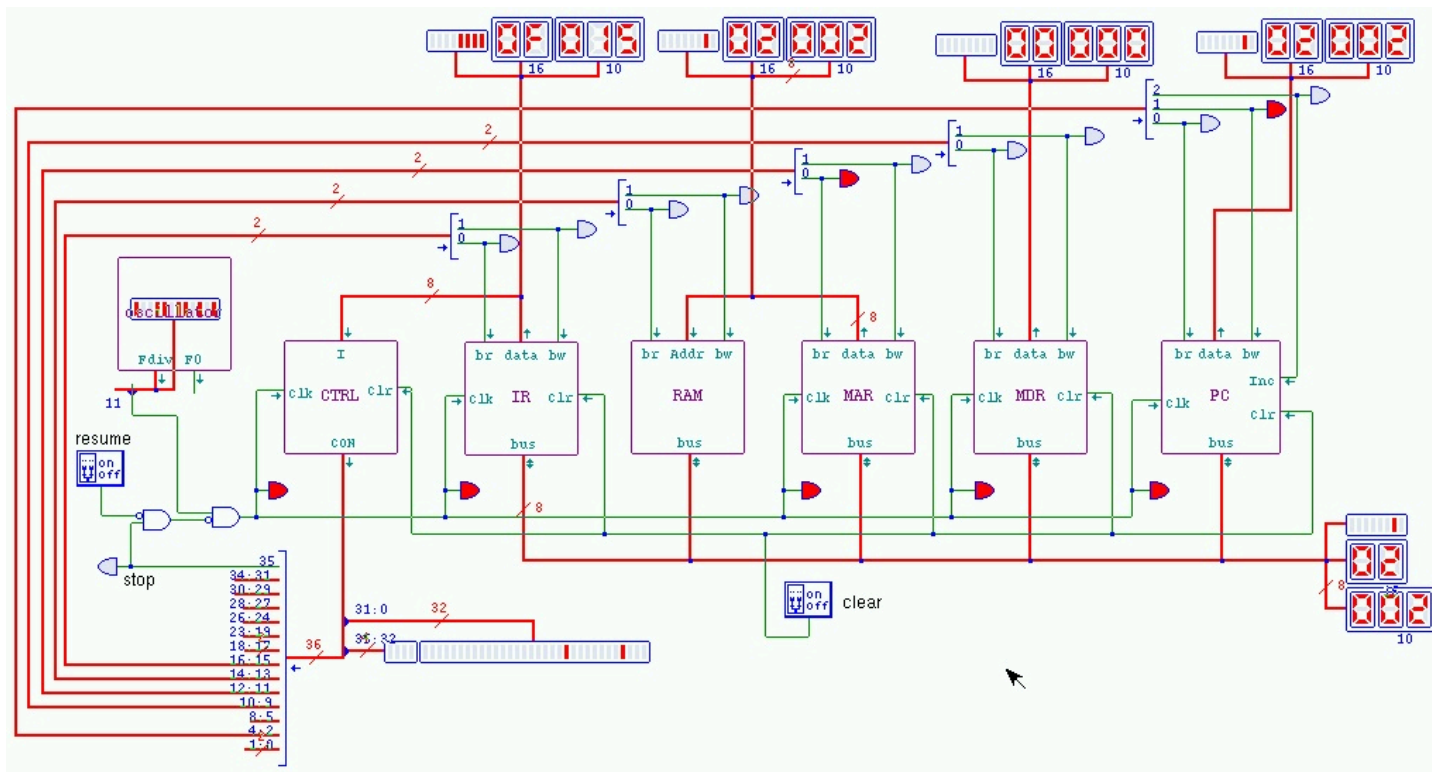 0F 015
16 10
02 002
16 8 10
00 000
16 10
02 002
16 10
2
1
0
2
1
0
2
1
0
2
1
0
2
1
0
oscillator
Fdiv F0
11
8
8
I
clk CTRL Clr
CON
br data bw
clk IR Clr
bus
br Addr bw
RAM
bus
br data bw
clk MAR Clr
bus
br data bw
clk MDR Clr
bus
br data bw
Inc
clk PC
Clr
bus
resume
on
off
8
stop
35
34:31
30:29
28:27
26:24
23:19
18:17
16:15
14:13
12:11
10:9
8:5
4:2
1:0
36
31:0 32
35:32
on
off
clear
02
8
002
10